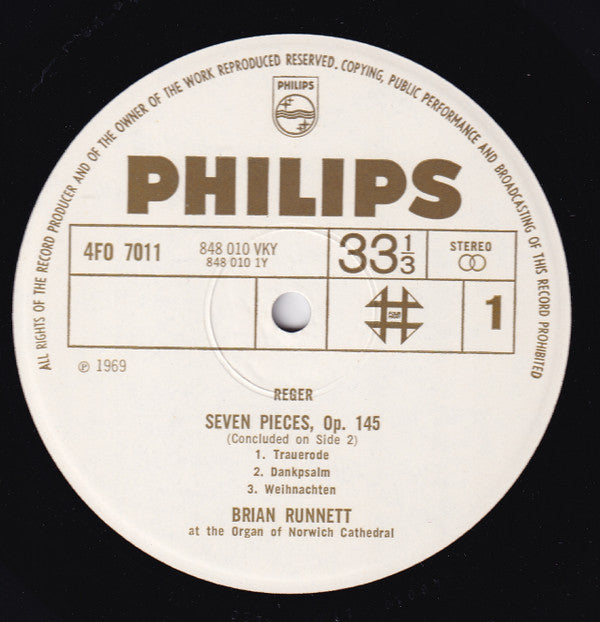 ALL RIGHTS OF THE RECORD PRODUCER AND OF THE OWNER OF THE WORK REPRODUCED RESERVED. COPYING, PUBLIC PERFORMANCE AND BROADCASTING OF THIS RECORD PROHIBITED
PHILIPS
PHILIPS
4FO 7011
848 010 VKY
848 010 1Y
33 1/3
STEREO
1
℗ 1969
REGER
SEVEN PIECES, Op. 145
(Concluded on Side 2)
1. Trauerode
2. Dankpsalm
3. Weihnachten
BRIAN RUNNETT
at the Organ of Norwich Cathedral